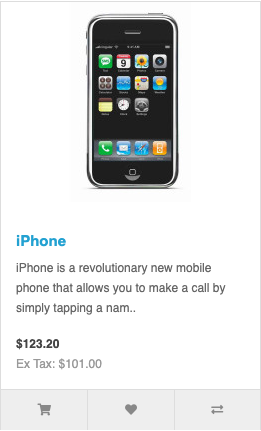 iPhone
iPhone is a revolutionary new mobile
phone that allows you to make a call by
simply tapping a nam..
$123.20
Ex Tax: $101.00